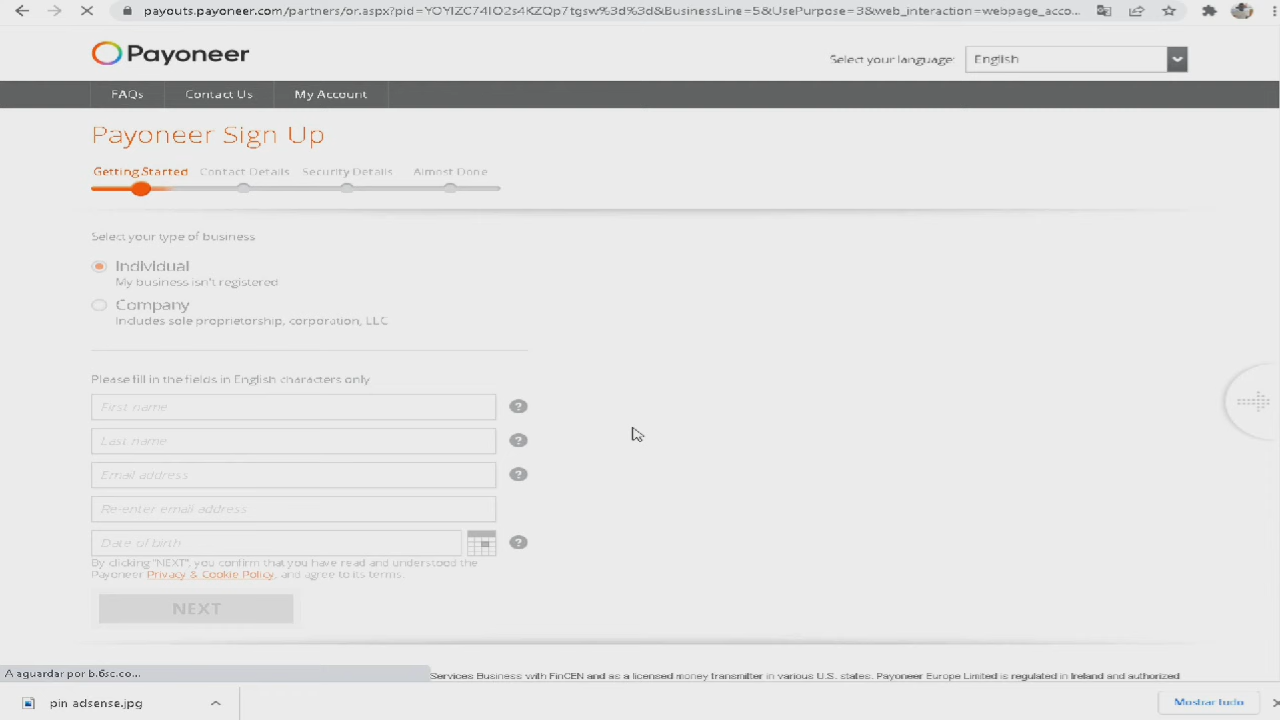 payouts.payoneer.com/partners/or.aspx?pid=YOYIZC74IO2s4KZQp7tgsw%3d%3d&BusinessLine=5&UsePurpose=3&web_interaction=webpage_acco...
Payoneer
Select your language:
English
FAQs
Contact Us
My Account
Payoneer Sign Up
Getting Started
Contact Details
Security Details
Almost Done
Select your type of business
Individual
My business isn't registered
Company
Includes sole proprietorship, corporation, LLC
Please fill in the fields in English characters only
First name
Last name
Email address
Re-enter email address
Date of birth
By clicking "NEXT", you confirm that you have read and understood the
Payoneer Privacy & Cookie Policy, and agree to its terms.
NEXT
A aguardar por b.6sc.co...
Services Business with FinCEN and as a licensed money transmitter in various U.S. states. Payoneer Europe Limited is regulated in Ireland and authorized
pin adsense.jpg
Mostrar tudo